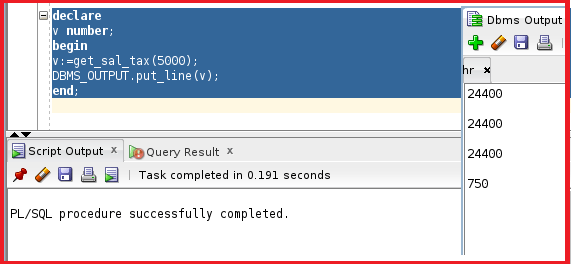 declare
v number;
begin
v:=get_sal_tax(5000);
DBMS_OUTPUT.put_line(v);
end;
Script Output x
Query Result x
Task completed in 0.191 seconds
PL/SQL procedure successfully completed.
Dbms Output
hr x
24400
24400
24400
750